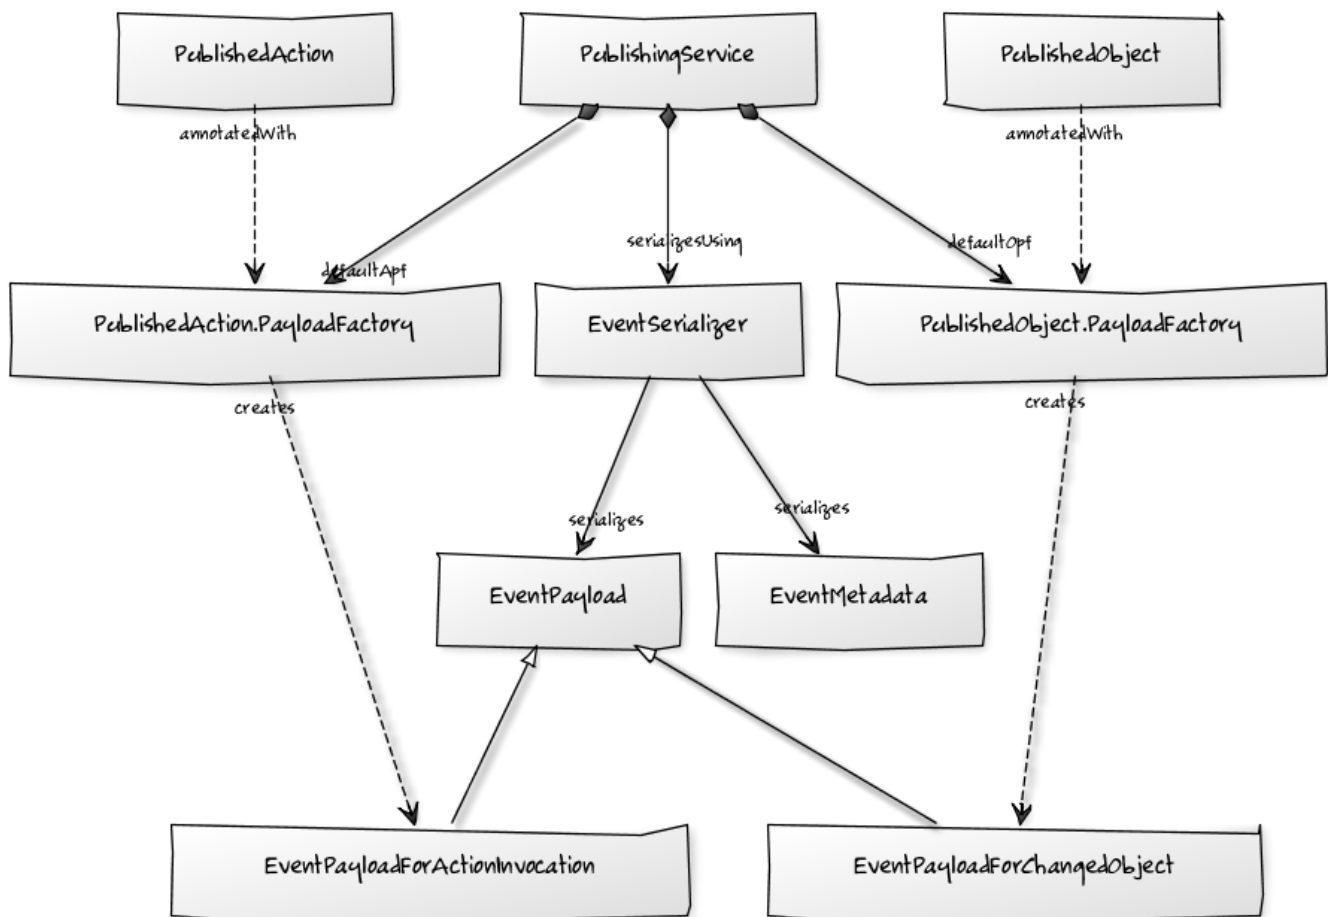 PublishedAction
PublishingService
PublishedObject
annotatedWith
annotatedWith
serializesUsing
defaultOpf
defaultApf
PublishedAction.PayloadFactory
EventSerializer
PublishedObject.PayloadFactory
creates
creates
serializes
serializes
EventPayload
EventMetadata
EventPayloadForActionInvocation
EventPayloadForChangedObject